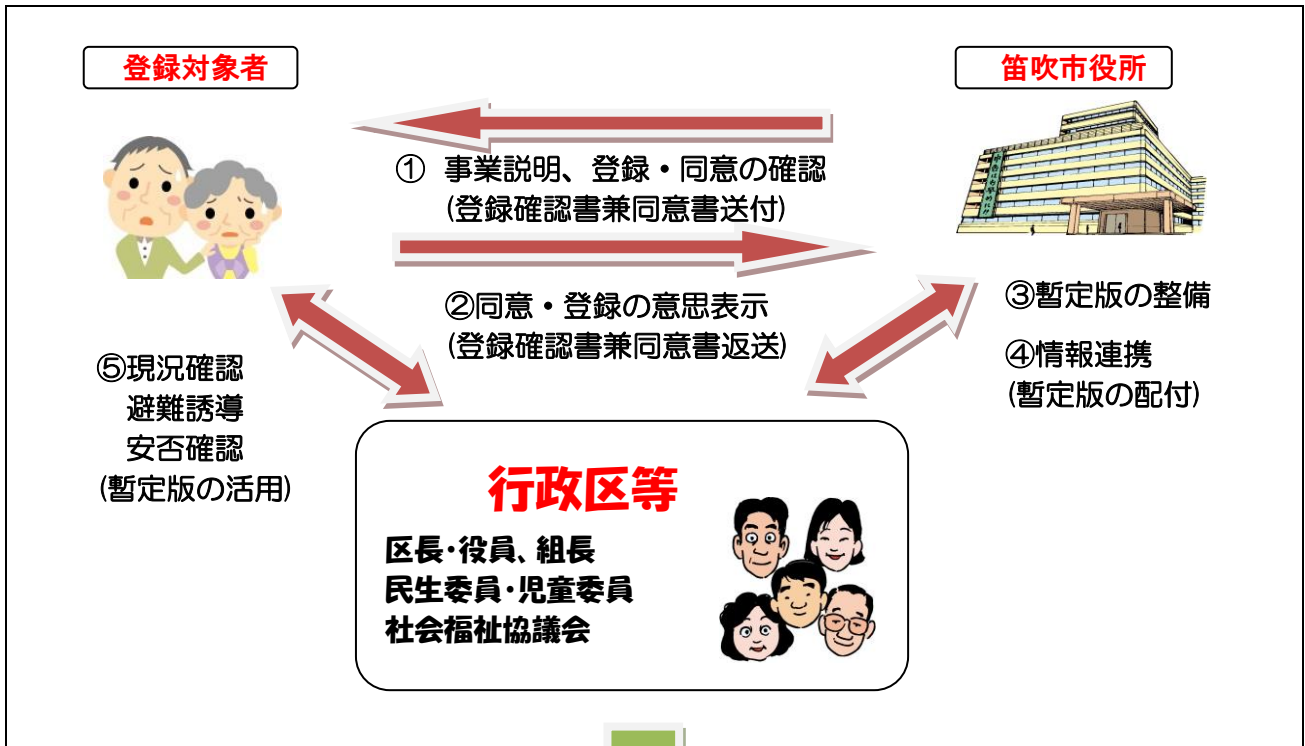 登録対象者
笛吹市役所
① 事業説明、登録・同意の確認
(登録確認書兼同意書送付)
②同意・登録の意思表示
(登録確認書兼同意書返送)
③暫定版の整備
④情報連携
(暫定版の配付)
⑤現況確認
避難誘導
安否確認
(暫定版の活用)
行政区等
区長・役員、組長
民生委員・児童委員
社会福祉協議会